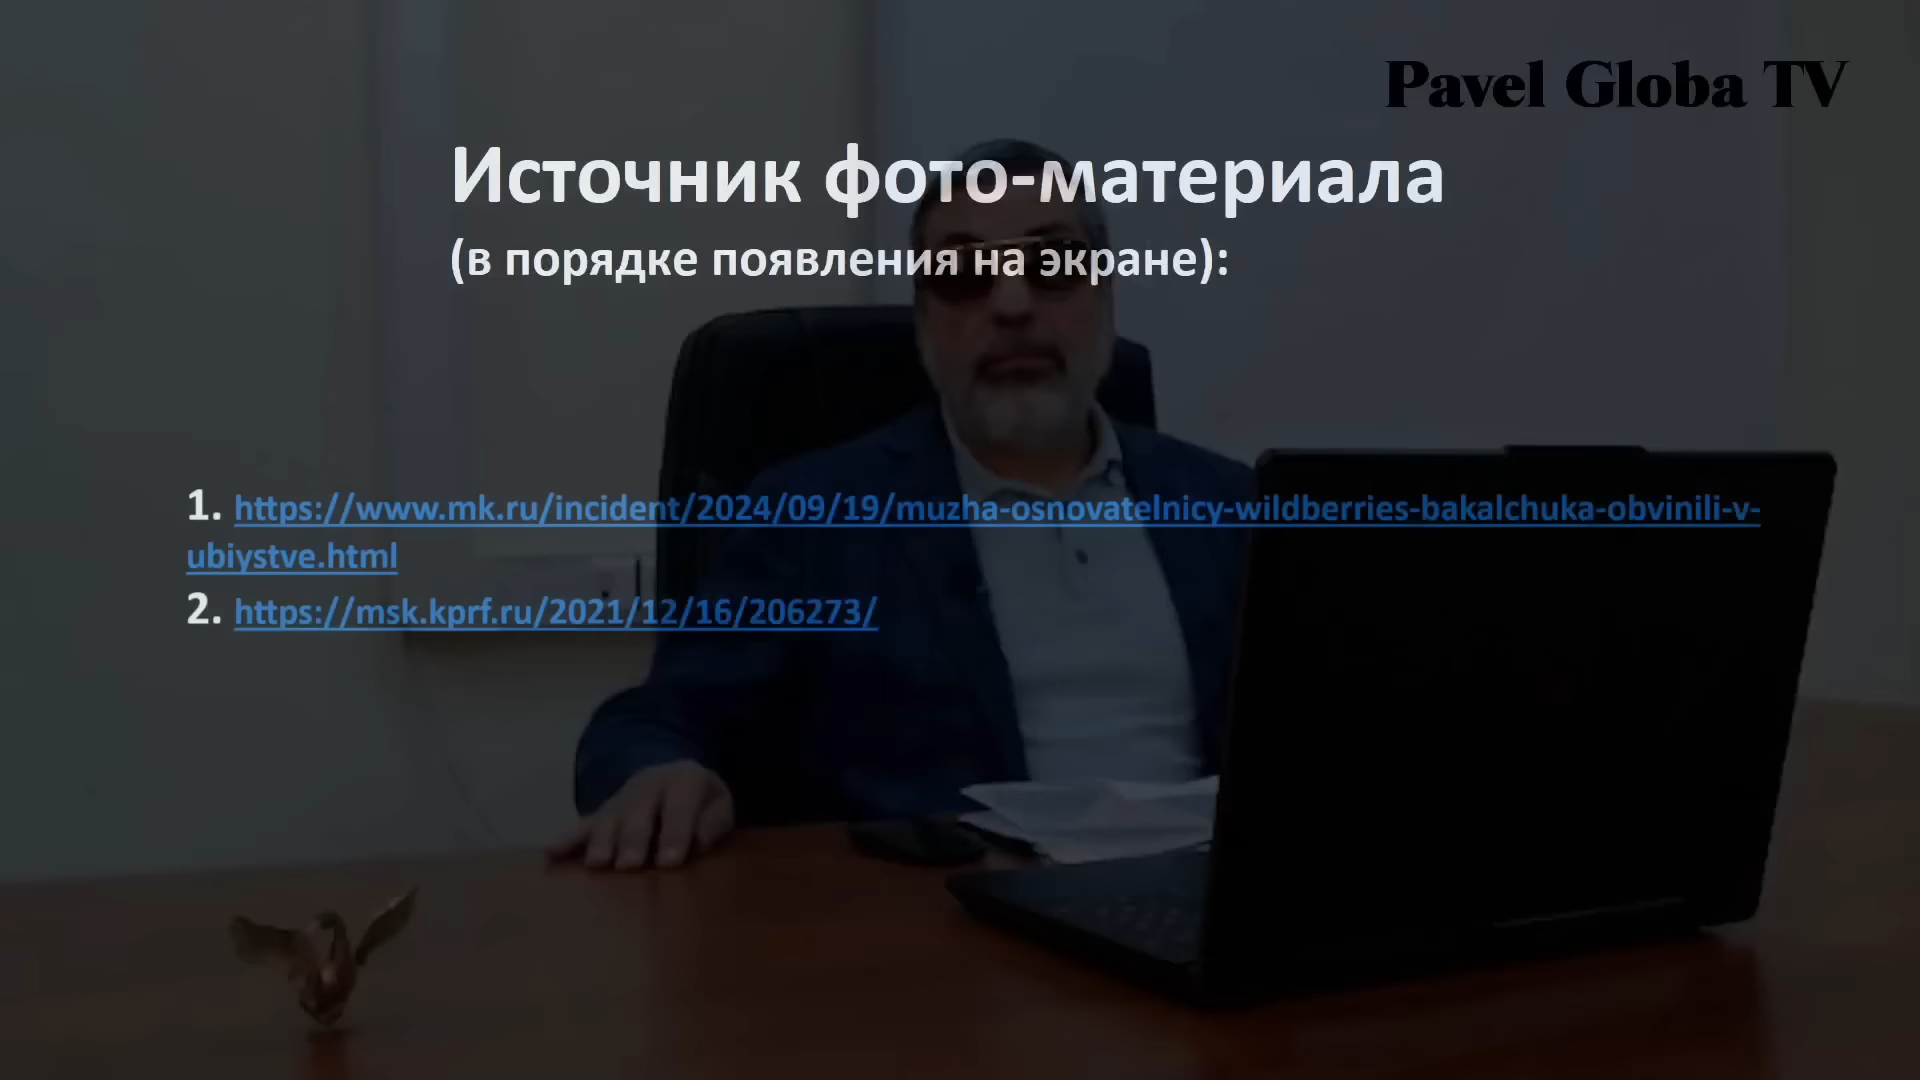 Pavel Globa TV
Источник фото-материала
(в порядке появления на экране):
1. https://www.mk.ru/incident/2024/09/19/muzha-osnovatelnicy-wildberries-bakalchuka-obvinili-v-
ubiystve.html
2. https://msk.kprf.ru/2021/12/16/206273/